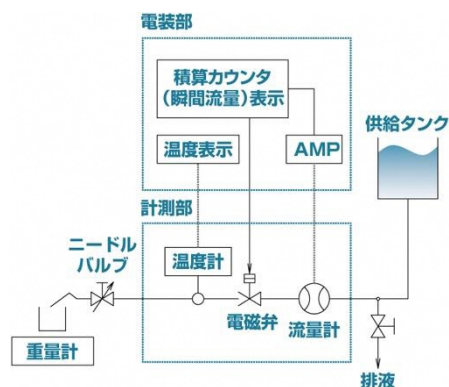 電装部
積算カウンタ
（瞬間流量）表示
供給タンク
温度表示
AMP
計測部
ニードル
バルブ
温度計
電磁弁
流量計
重量計
排液